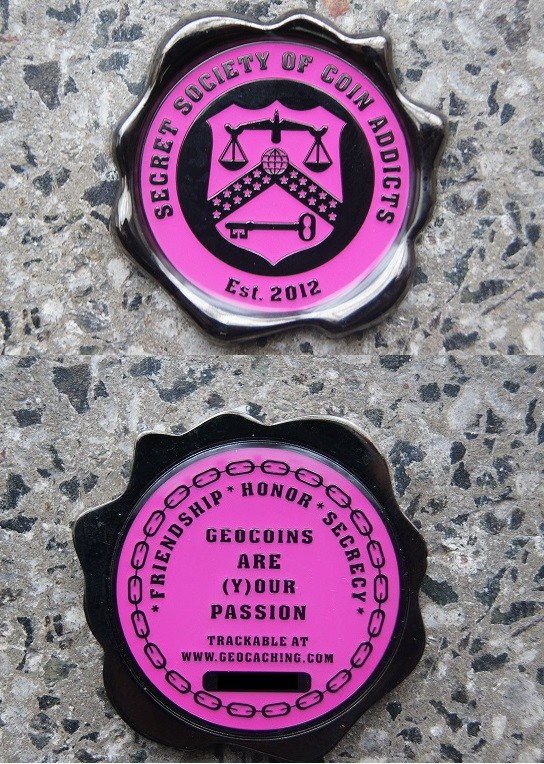 SECRET SOCIETY OF COIN ADDICTS
Est. 2012
*FRIENDSHIP*HONOR*SECRECY*
GEOCOINS
ARE
(Y)OUR
PASSION
TRACKABLE AT
WWW.GEOCACHING.COM